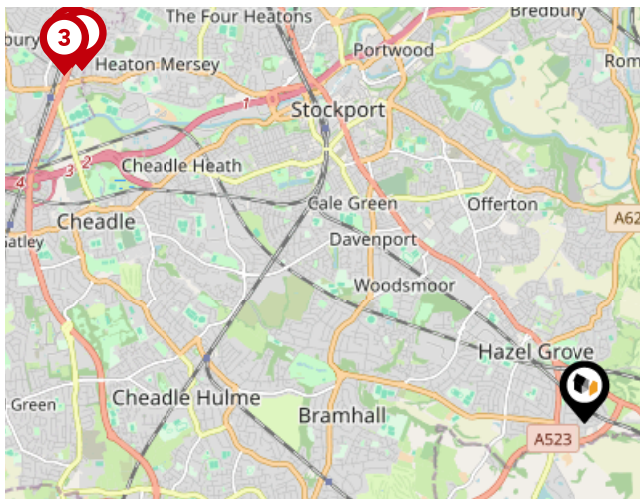 The Four Heatons
Bredbury
bury
3
Portwood
Heaton Mersey
Rom
1
Stockport
2
3
4
Cheadle Heath
Cale Green
Offerton
A62
Cheadle
atley
Davenport
Woodsmoor
Hazel Grove
Green
Cheadle Hulme
Bramhall
A523